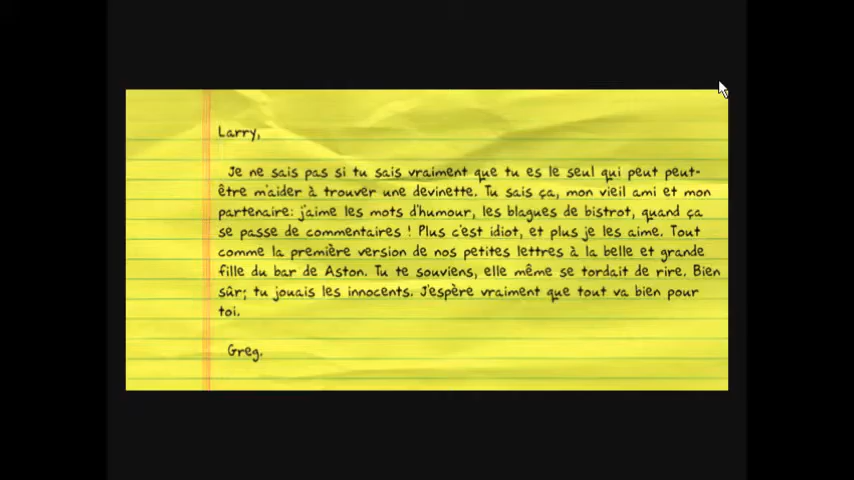 Larry,
Je ne sais pas si tu sais vraiment que tu es le seul qui peut peut-
être m'aider à trouver une devinette. Tu sais ça, mon vieil ami et mon
partenaire: j'aime les mots d'humour, les blagues de bistrot, quand ça
se passe de commentaires ! Plus c'est idiot, et plus je les aime. Tout
comme la première version de nos petites lettres à la belle et grande
fille du bar de Aston. Tu te souviens, elle même se tordait de rire. Bien
sûr; tu jouais les innocents. J'espère vraiment que tout va bien pour
toi.
Greg.